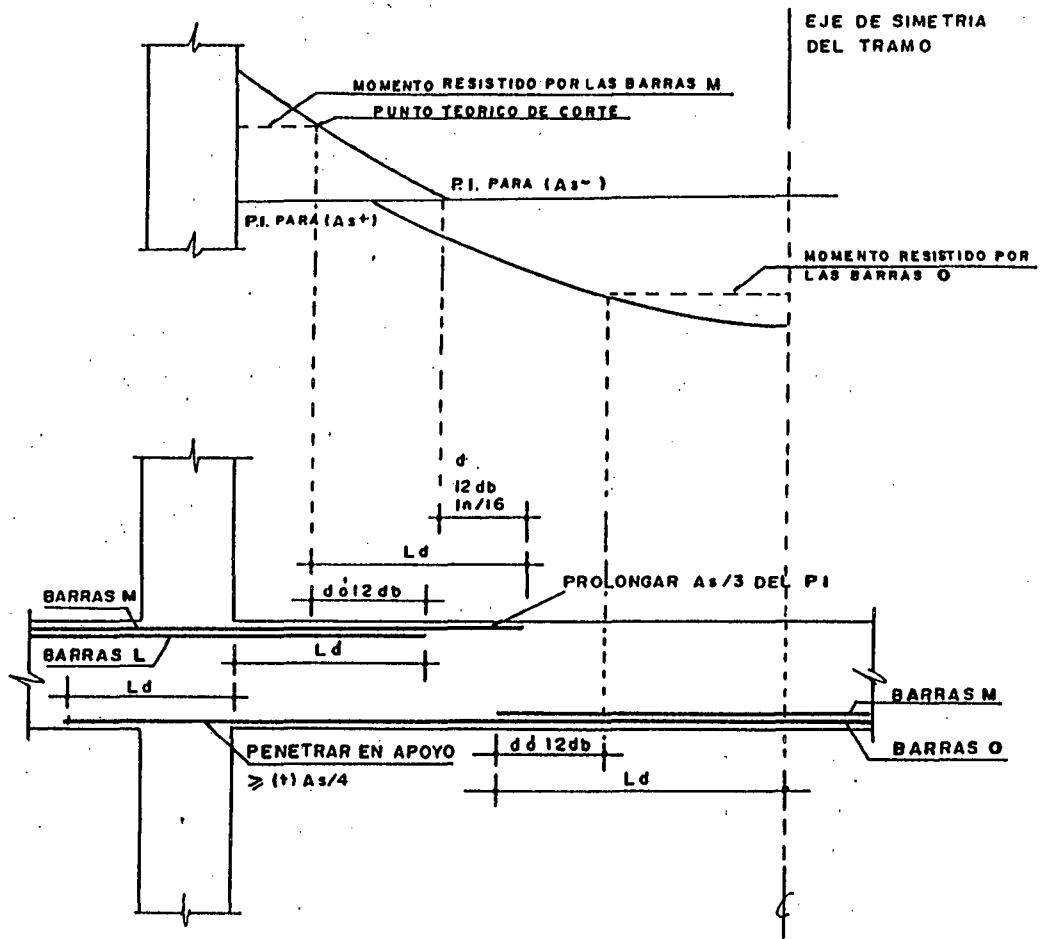 EJE DE SIMETRIA
DEL TRAMO
MOMENTO RESISTIDO POR LAS BARRAS M
PUNTO TEORICO DE CORTE
P.I. PARA (As-)
P.I. PARA (As+)
MOMENTO RESISTIDO POR
LAS BARRAS O
d
12 db
ln/16
Ld
d ó 12 db
PROLONGAR As/3 DEL P I
BARRAS M
BARRAS L
Ld
Ld
BARRAS M
BARRAS O
PENETRAR EN APOYO
≥ (t) As/4
d ó 12db
Ld